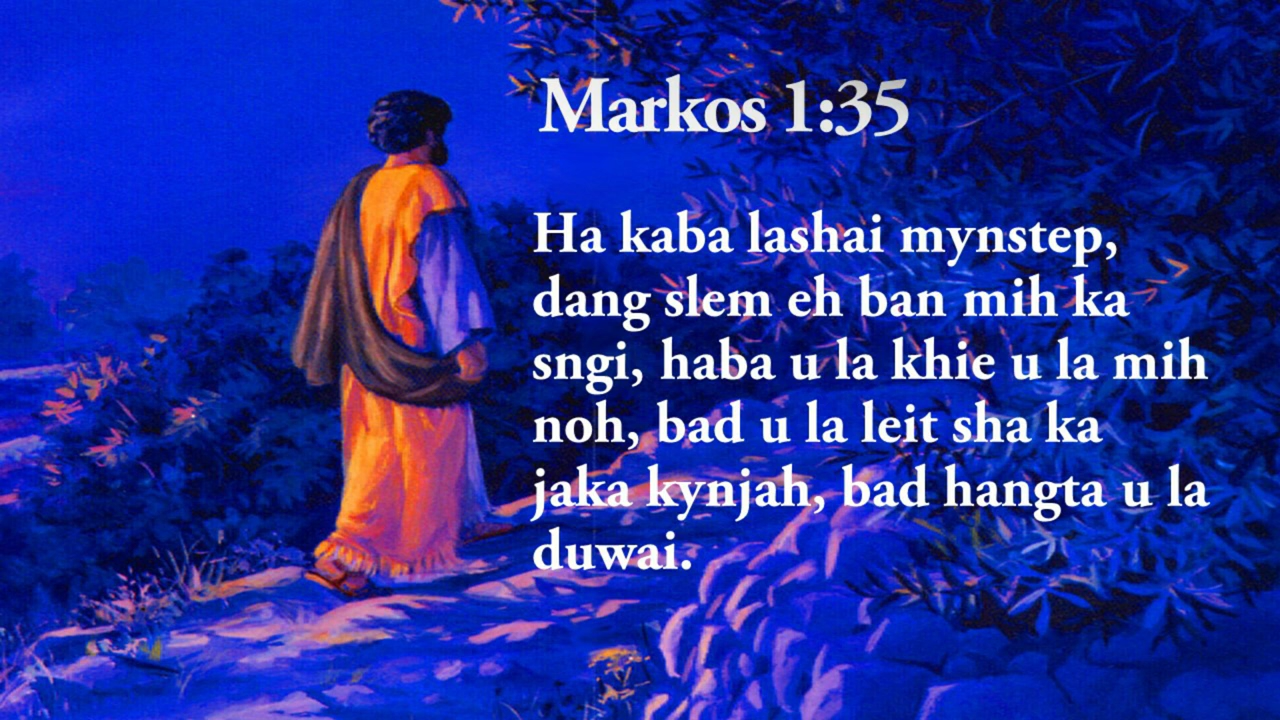 Markos 1:35
Ha kaba lashai mynstep,
dang slem eh ban mih ka
sngi, haba u la khie u la mih
noh, bad u la leit sha ka
jaka kynjah, bad hangta u la
duwai.